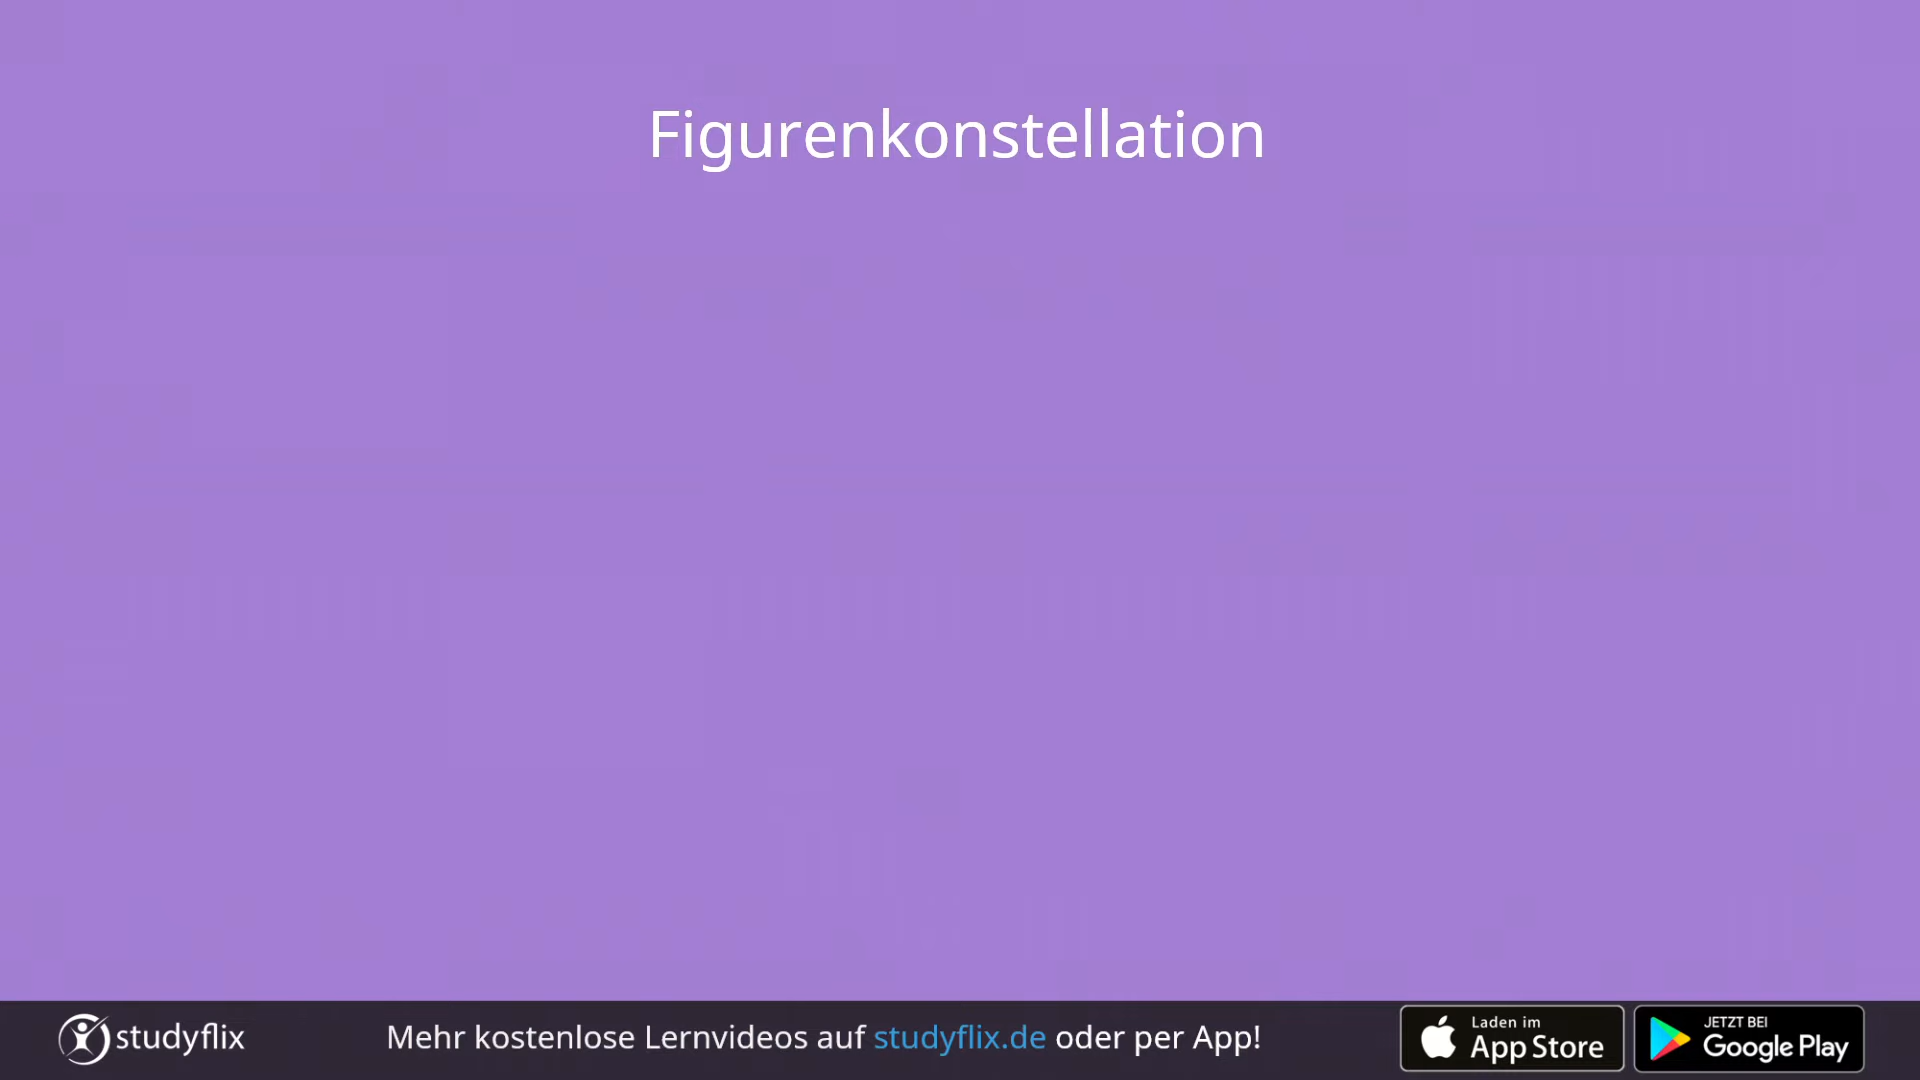 Figurenkonstellation
studyflix
Mehr kostenlose Lernvideos auf studyflix.de oder per App!
Laden im
App Store
JETZT BEI
Google Play